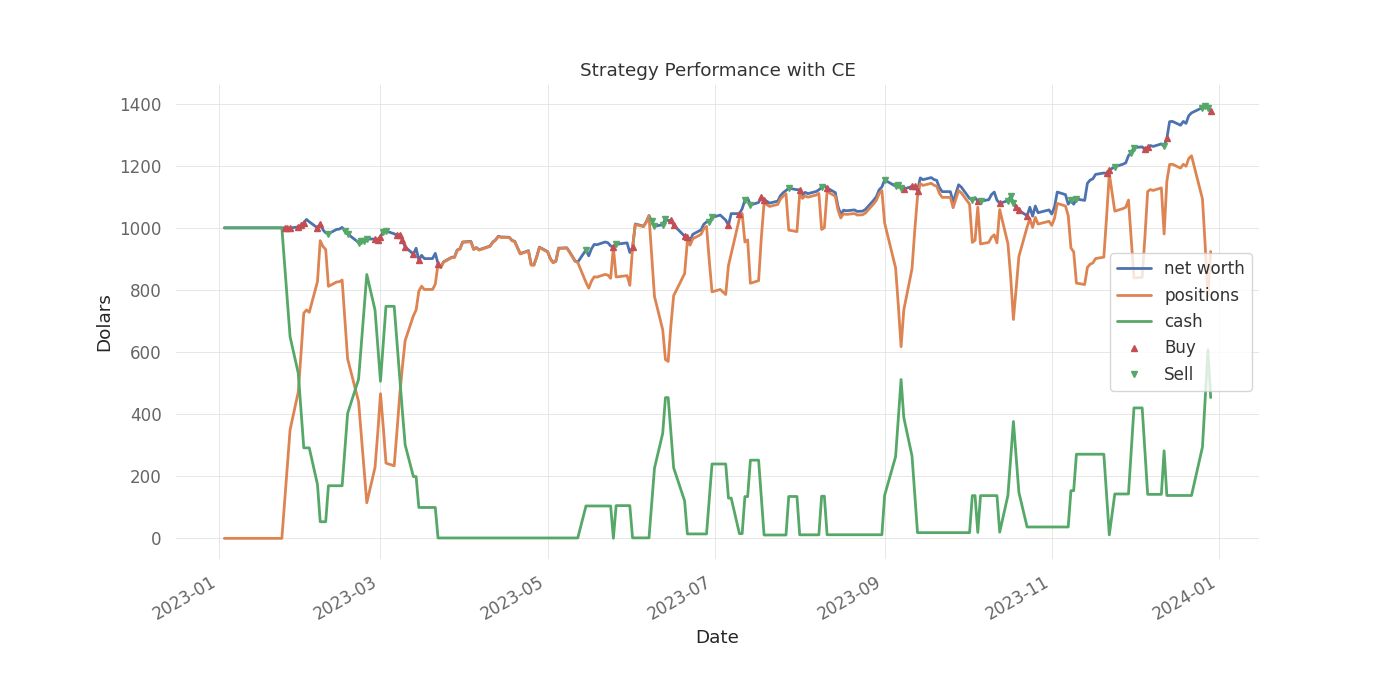 Strategy Performance with CE
1400
1200
1000
800
600
400
200
0
Dolars
net worth
positions
cash
Buy
Sell
2023-01
2023-03
2023-05
2023-07
2023-09
2023-11
2024-01
Date